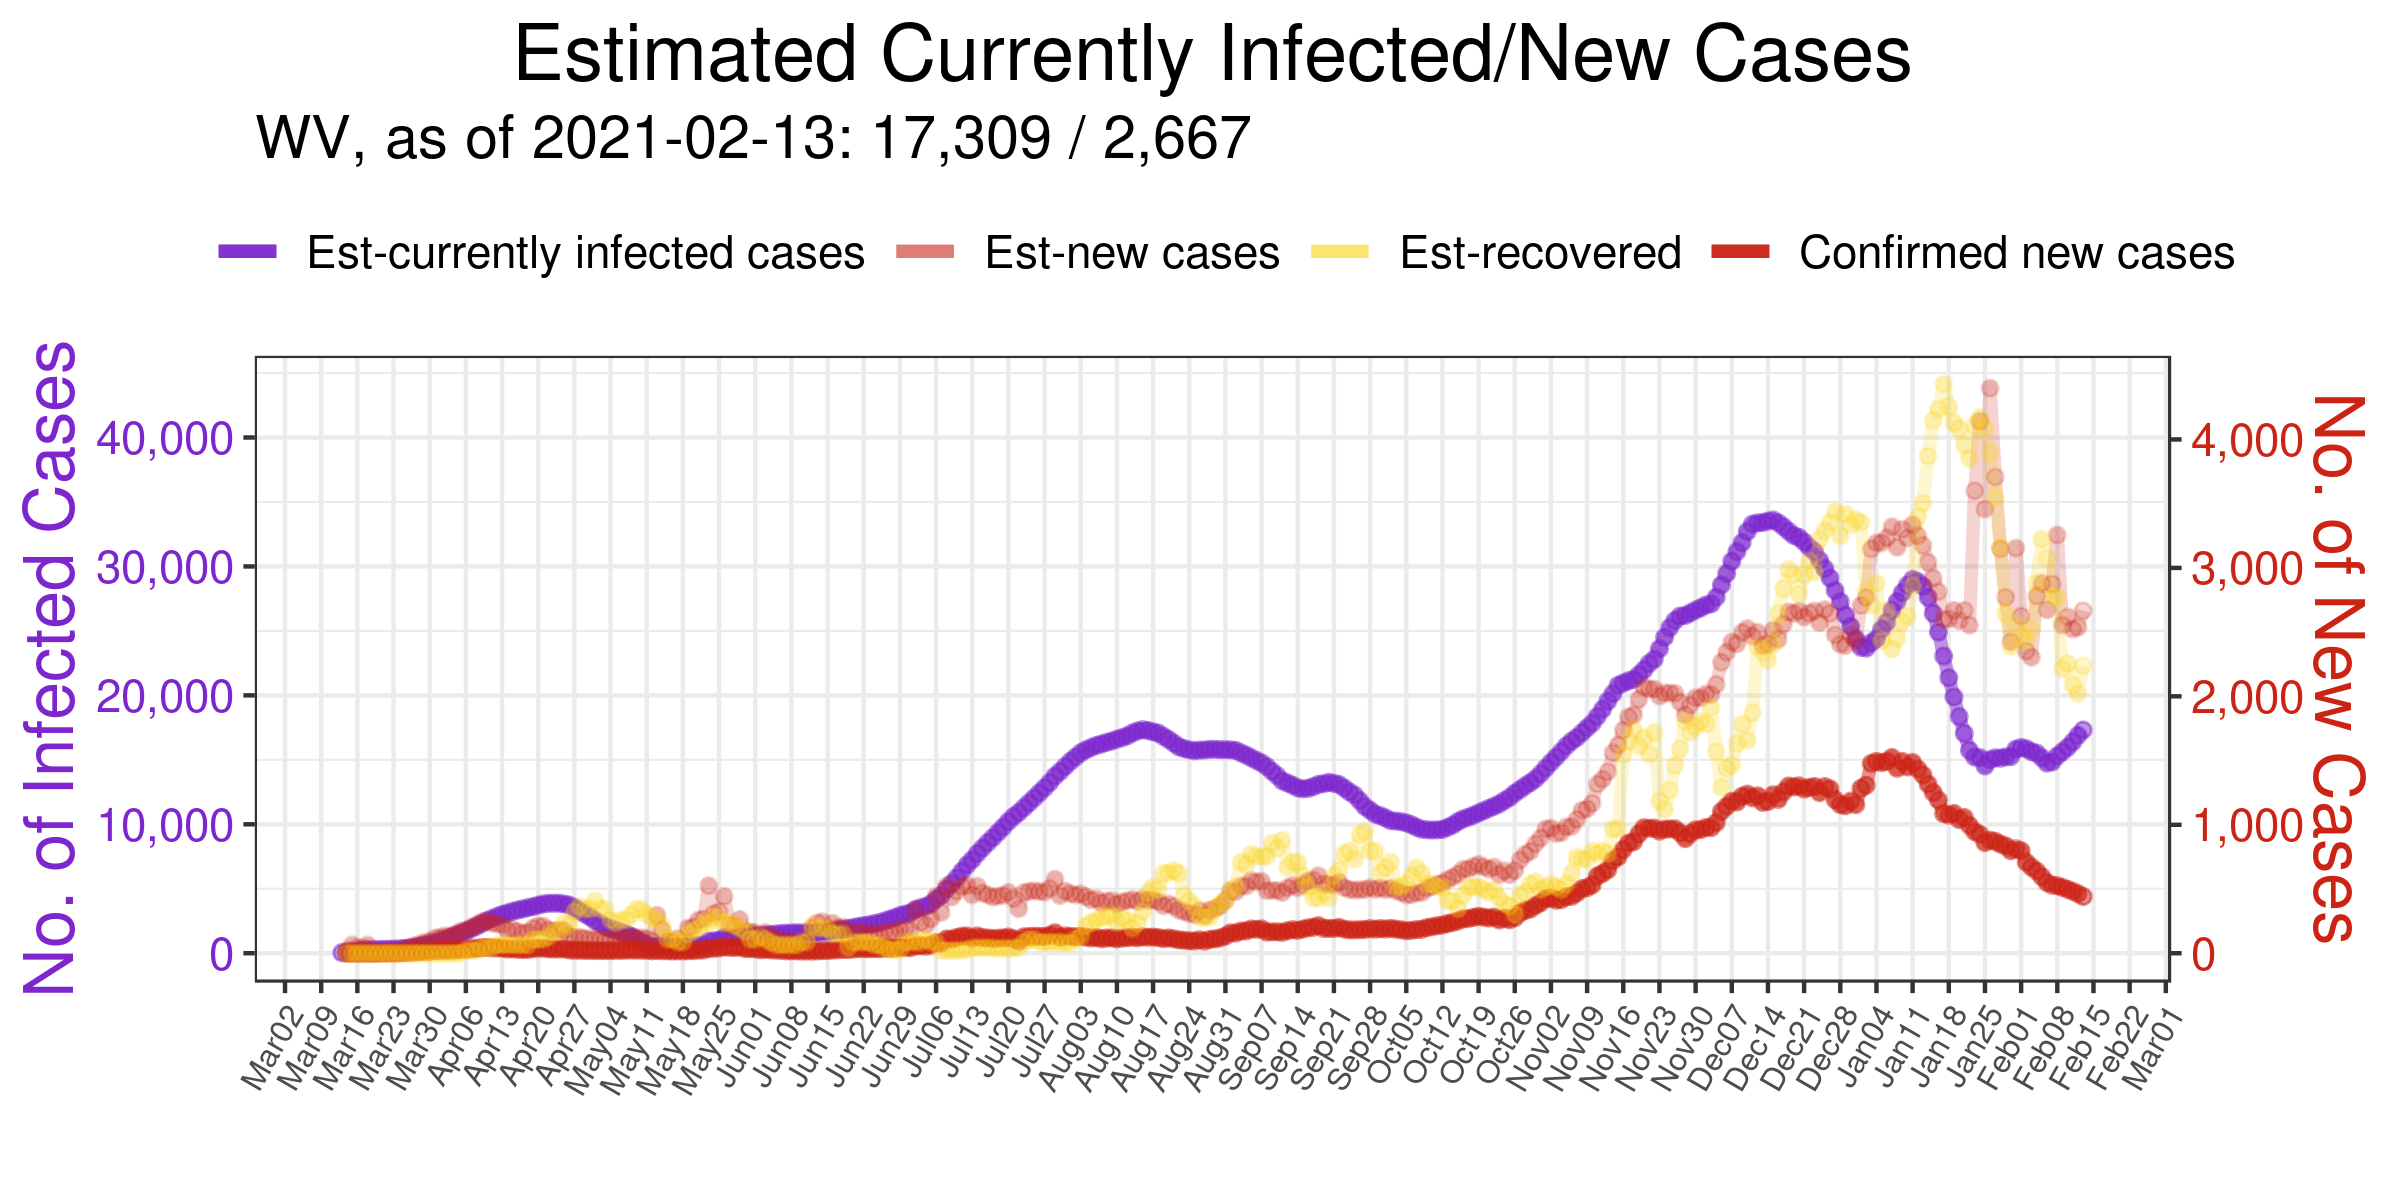 Estimated Currently Infected/New Cases
WV, as of 2021-02-13: 17,309 / 2,667
Est-currently infected cases Est-new cases Est-recovered Confirmed new cases
No. of Infected Cases
40,000
30,000
20,000
10,000
0
4,000
3,000
2,000
1,000
0
No. of New Cases
Mar02 Mar09 Mar16 Mar23 Mar30 Apr06 Apr13 Apr20 Apr27 May04 May11 May18 May25 Jun01 Jun08 Jun15 Jun22 Jun29 Jul06 Jul13 Jul20 Jul27 Aug03 Aug10 Aug17 Aug24 Aug31 Sep07 Sep14 Sep21 Sep28 Oct05 Oct12 Oct19 Oct26 Nov02 Nov09 Nov16 Nov23 Nov30 Dec07 Dec14 Dec21 Dec28 Jan04 Jan11 Jan18 Jan25 Feb01 Feb08 Feb15 Feb22 Mar01